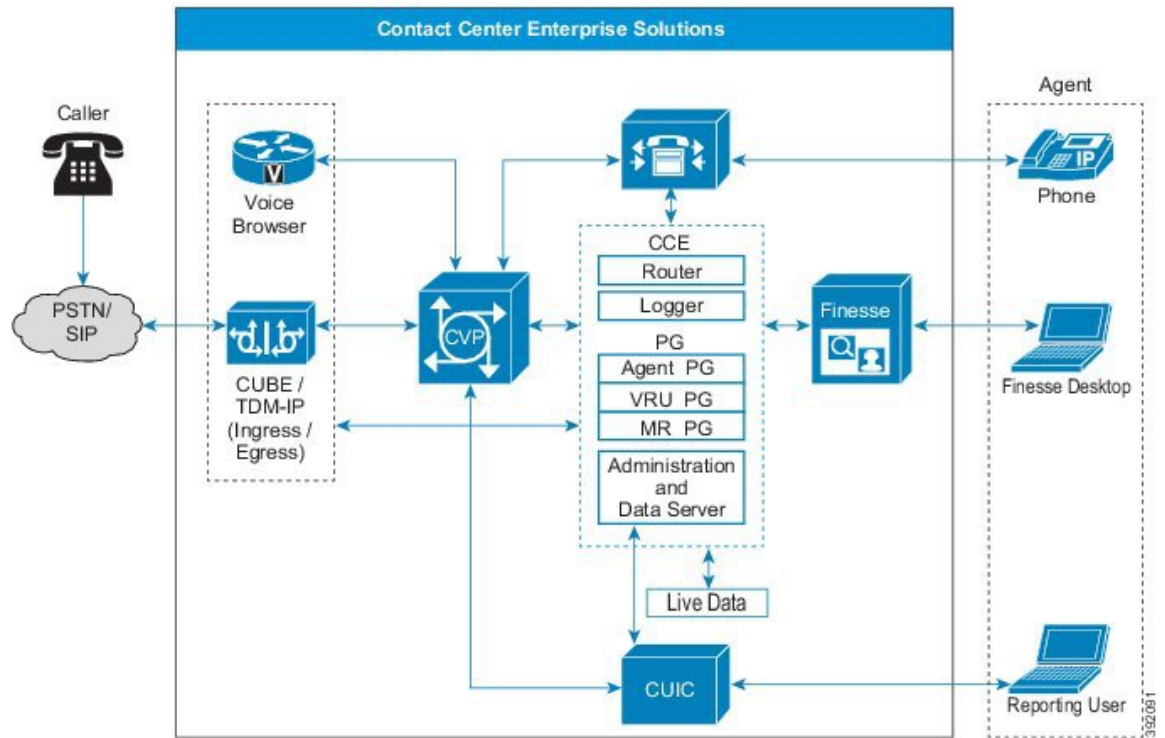 Contact Center Enterprise Solutions
Caller
Agent
V
Voice
Browser
IP
Phone
PSTN/
SIP
CUBE /
TDM-IP
(Ingress /
Egress)
CVP
CCE
Router
Logger
PG
Agent PG
VRU PG
MR PG
Administration
and
Data Server
Finesse
Finesse Desktop
Live Data
CUIC
Reporting User
392091